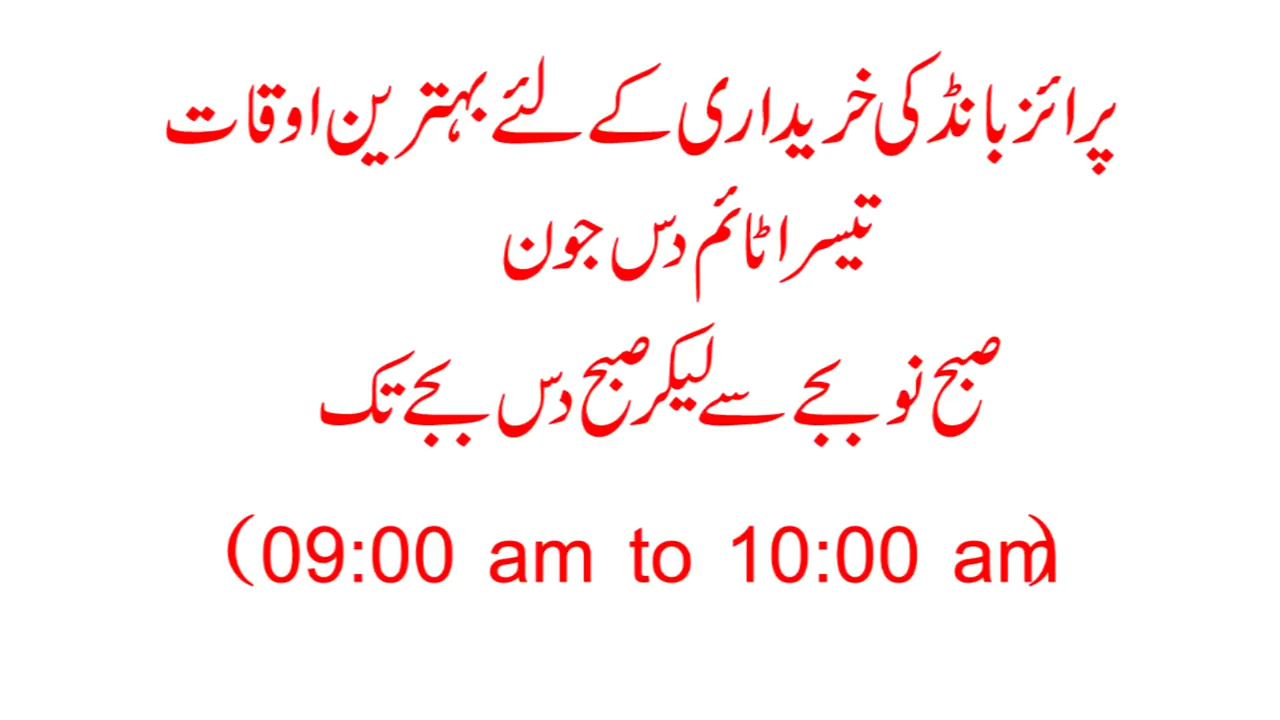 پرائز بانڈ کی خریداری کے لئے بہترین اوقات
تیسرا ٹائم دس جون
صبح نو بجے سے لیکر صبح دس بجے تک
(09:00 am to 10:00 am)